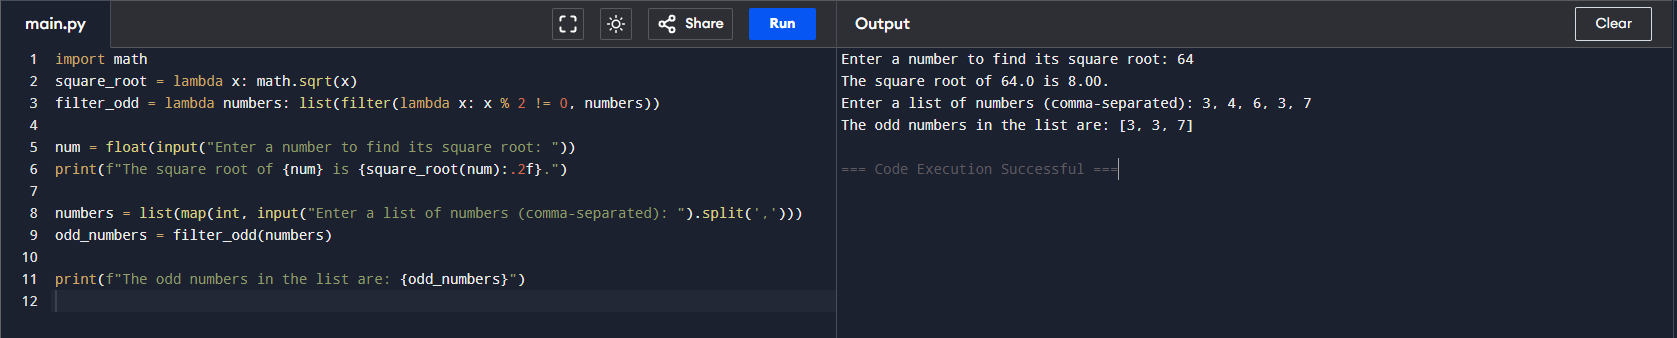 main.py
Share
Run
1 import math
2 square_root = lambda x: math.sqrt(x)
3 filter_odd = lambda numbers: list(filter(lambda x: x % 2 != 0, numbers))
4
5 num = float(input("Enter a number to find its square root: "))
6 print(f"The square root of {num} is {square_root(num):.2f}.")
7
8 numbers = list(map(int, input("Enter a list of numbers (comma-separated): ").split(',')))
9 odd_numbers = filter_odd(numbers)
10
11 print(f"The odd numbers in the list are: {odd_numbers}")
12
Output
Clear
Enter a number to find its square root: 64
The square root of 64.0 is 8.00.
Enter a list of numbers (comma-separated): 3, 4, 6, 3, 7
The odd numbers in the list are: [3, 3, 7]
=== Code Execution Successful ===